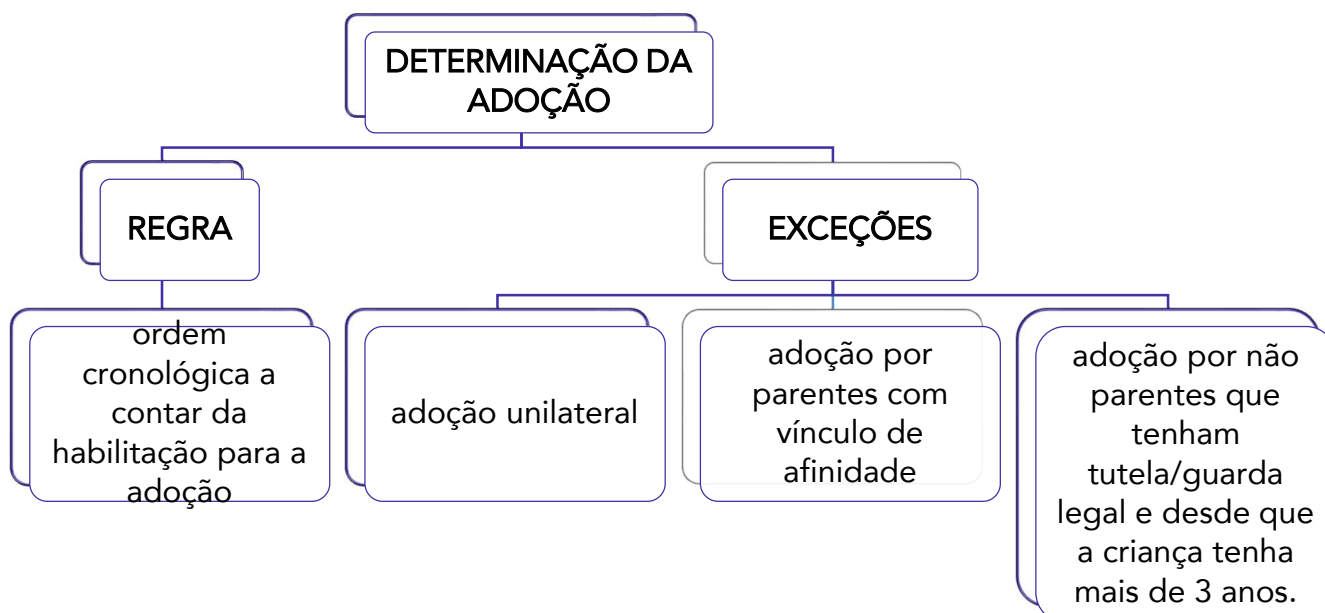 DETERMINAÇÃO DA
ADOÇÃO
REGRA
EXCEÇÕES
ordem
cronológica a
contar da
habilitação para a
adoção
adoção unilateral
adoção por
parentes com
vínculo de
afinidade
adoção por não
parentes que
tenham
tutela/guarda
legal e desde que
a criança tenha
mais de 3 anos.